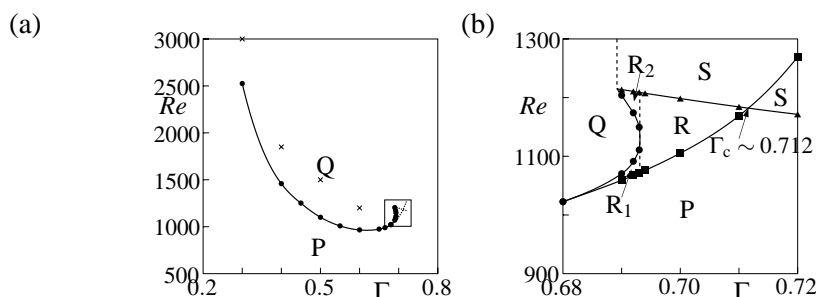 (a)
(b)
3000
2500
Re
2000
1500
1000
500
Q
P
0.2
0.5
Γ
0.8
1300
Re
1100
900
R2
S
S
Q
R
Γc ∼ 0.712
R1
P
0.68
0.70
Γ
0.72